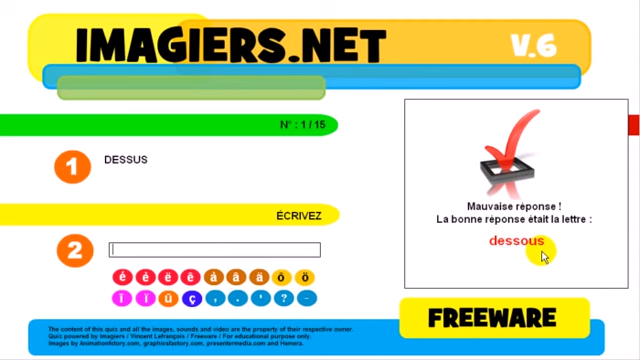 IMAGIERS.NET
V.6
N° : 1 / 15
1
DESSUS
Mauvaise réponse !
La bonne réponse était la lettre :
dessous
ÉCRIVEZ
2
ç , . ' ? -
FREEWARE
The content of this quiz and all the images, sounds and video are the property of their respective owner.
Quiz powered by Imagiers / Vincent Lefrançois / Freeware / For educational purpose only.
Images by Animationfctory.com, graphicsfactory.com, presentermedia.com and Hemera.